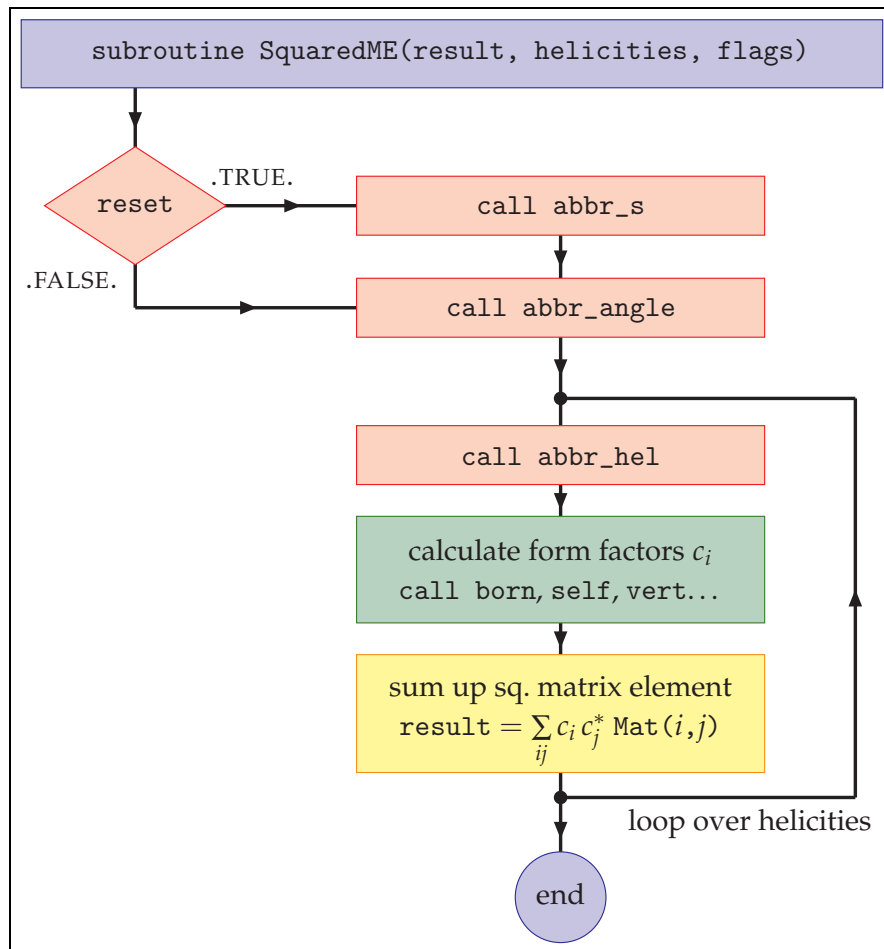 subroutine SquaredME(result, helicities, flags)
reset
.TRUE.
call abbr_s
.FALSE.
call abbr_angle
call abbr_hel
calculate form factors c_i
call born, self, vert...
sum up sq. matrix element
result = ∑_{ij} c_i c_j^* Mat(i,j)
loop over helicities
end